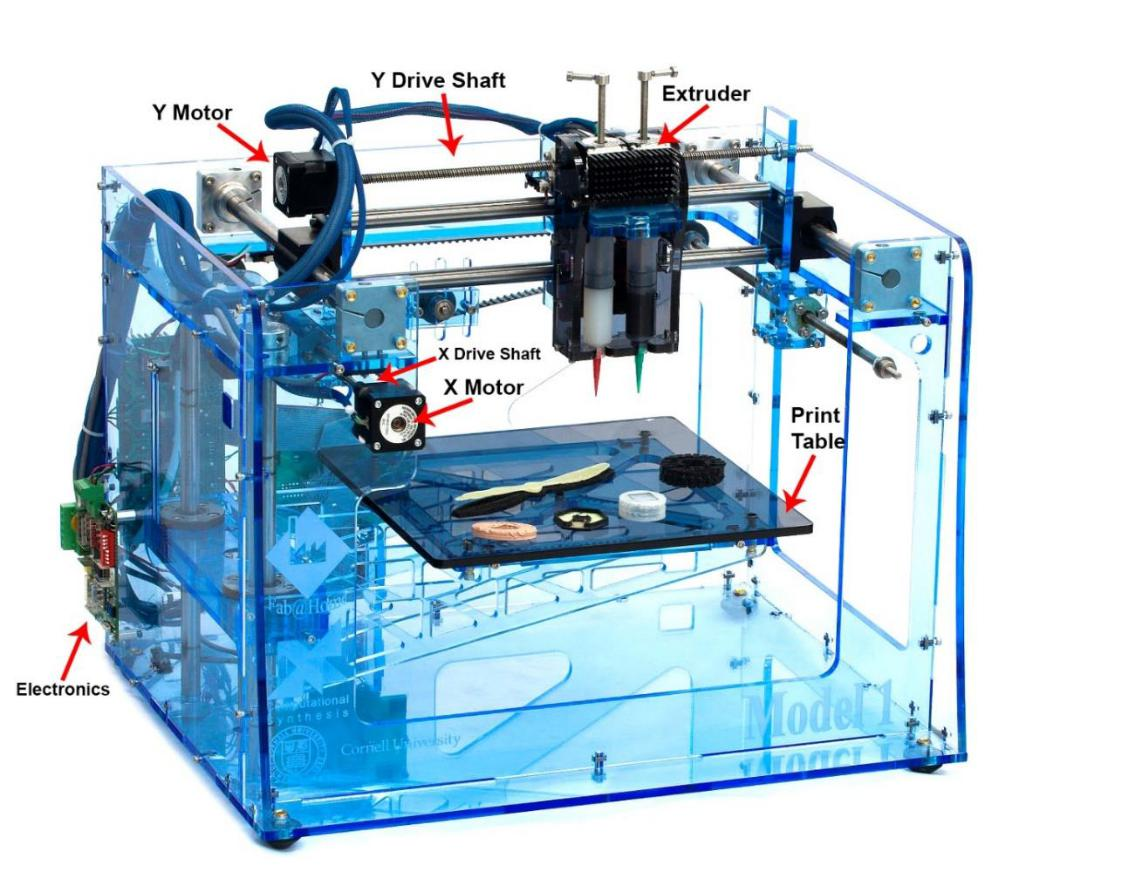 Y Drive Shaft
Extruder
Y Motor
X Drive Shaft
X Motor
Print
Table
Fab@Home
Electronics
Computational
Synthesis
Cornell University
Model 1